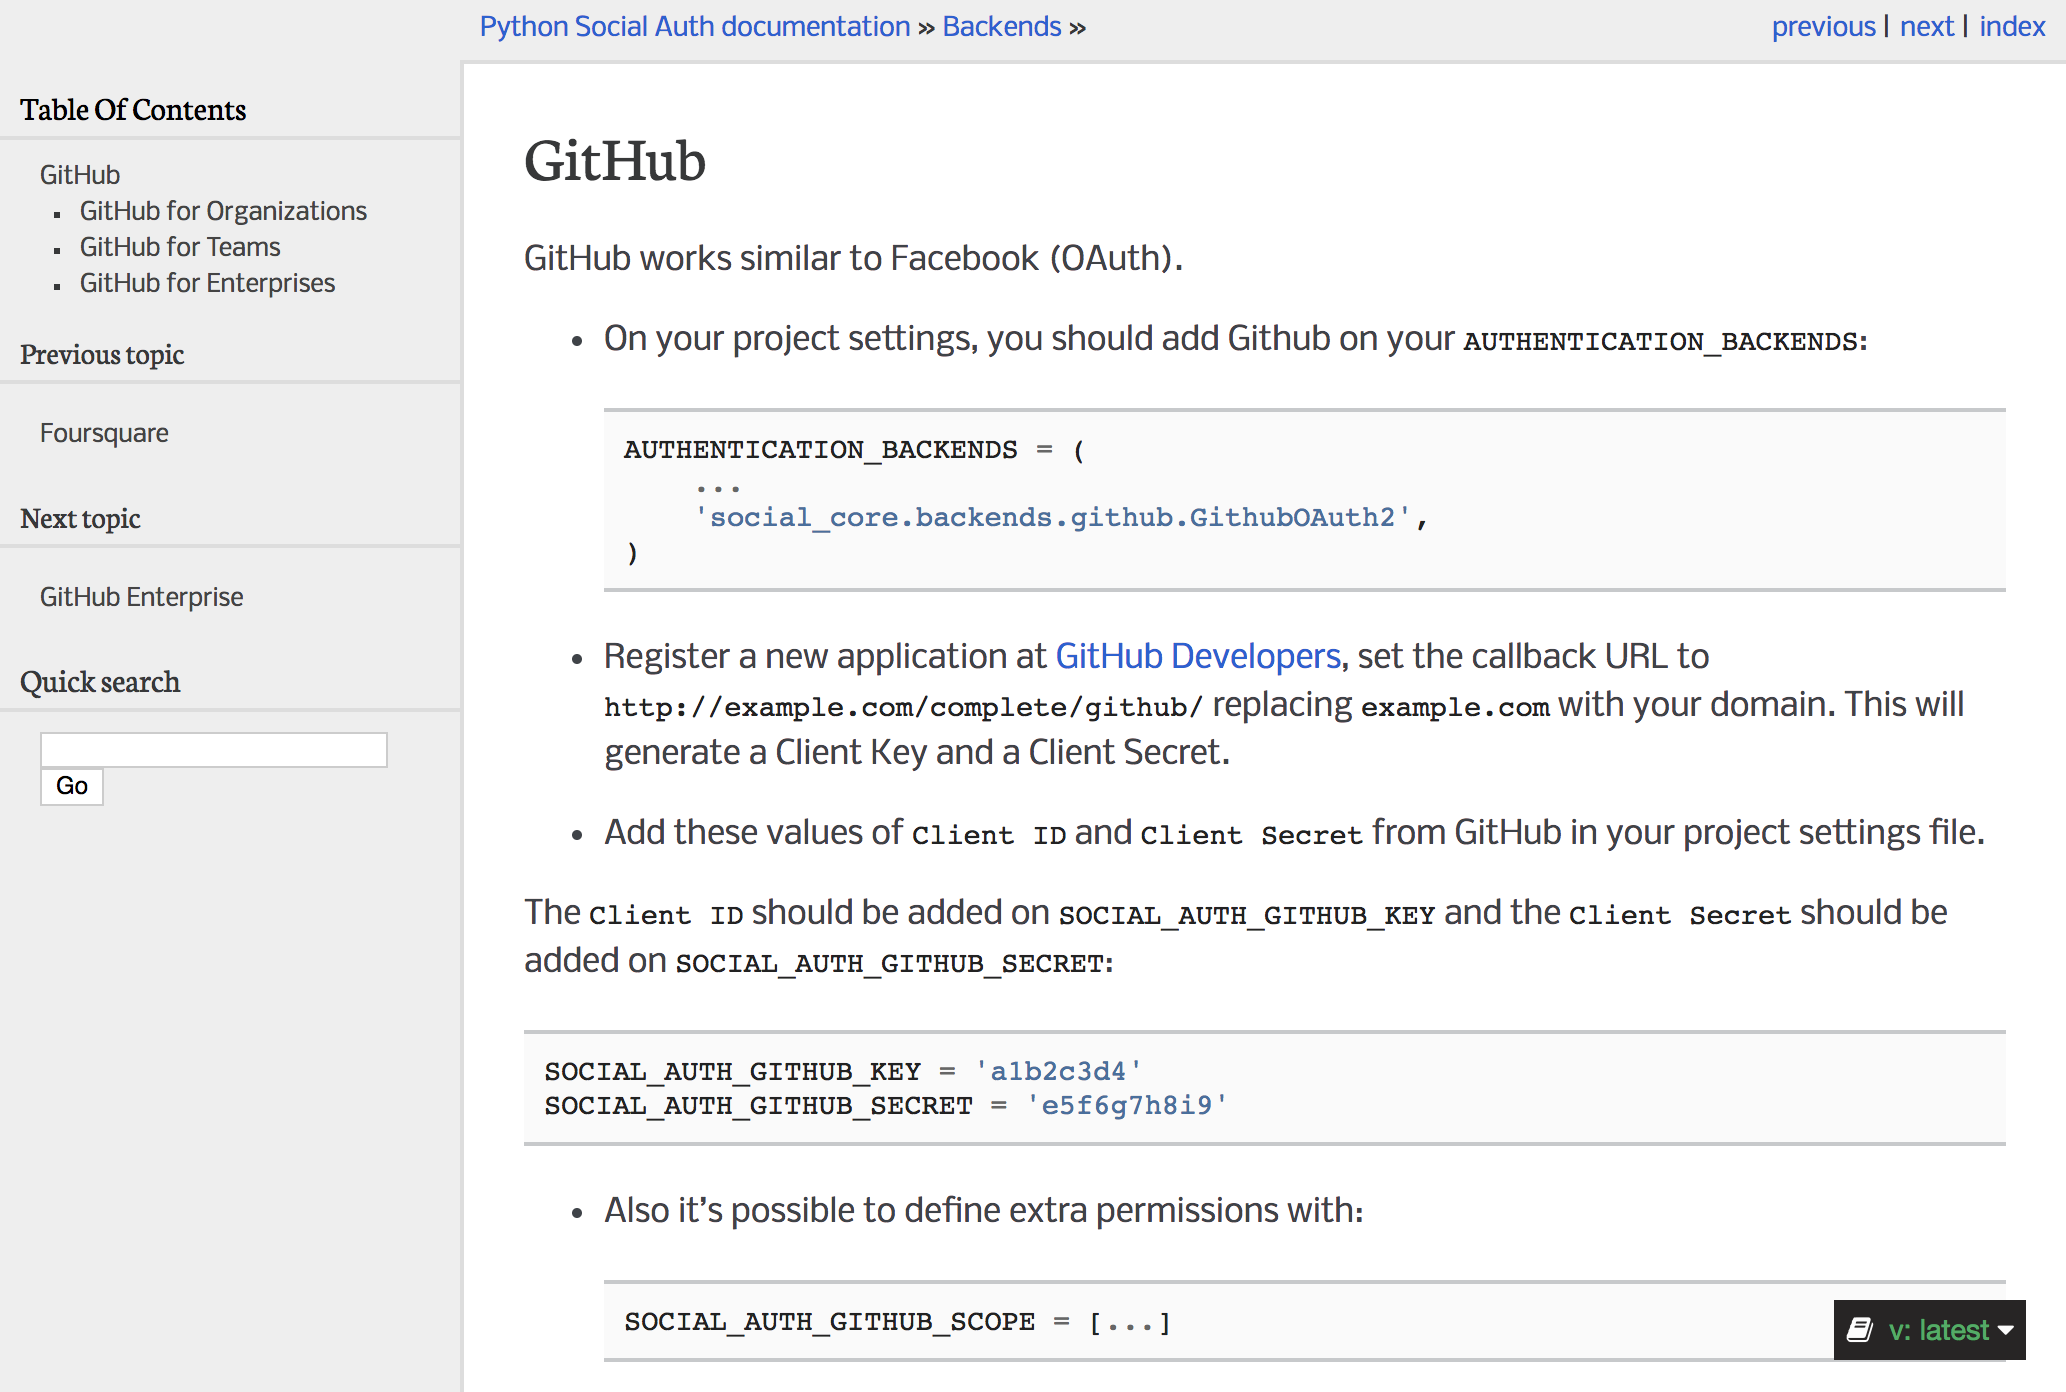 Python Social Auth documentation » Backends »
previous | next | index
Table Of Contents
GitHub
▪ GitHub for Organizations
▪ GitHub for Teams
▪ GitHub for Enterprises
Previous topic
Foursquare
Next topic
GitHub Enterprise
Quick search
Go
GitHub
GitHub works similar to Facebook (OAuth).
• On your project settings, you should add Github on your AUTHENTICATION_BACKENDS:
AUTHENTICATION_BACKENDS = (
...
'social_core.backends.github.GithubOAuth2',
)
• Register a new application at GitHub Developers, set the callback URL to
http://example.com/complete/github/ replacing example.com with your domain. This will
generate a Client Key and a Client Secret.
• Add these values of Client ID and Client Secret from GitHub in your project settings file.
The Client ID should be added on SOCIAL_AUTH_GITHUB_KEY and the Client Secret should be
added on SOCIAL_AUTH_GITHUB_SECRET:
SOCIAL_AUTH_GITHUB_KEY = 'a1b2c3d4'
SOCIAL_AUTH_GITHUB_SECRET = 'e5f6g7h8i9'
• Also it’s possible to define extra permissions with:
SOCIAL_AUTH_GITHUB_SCOPE = [...]
v: latest